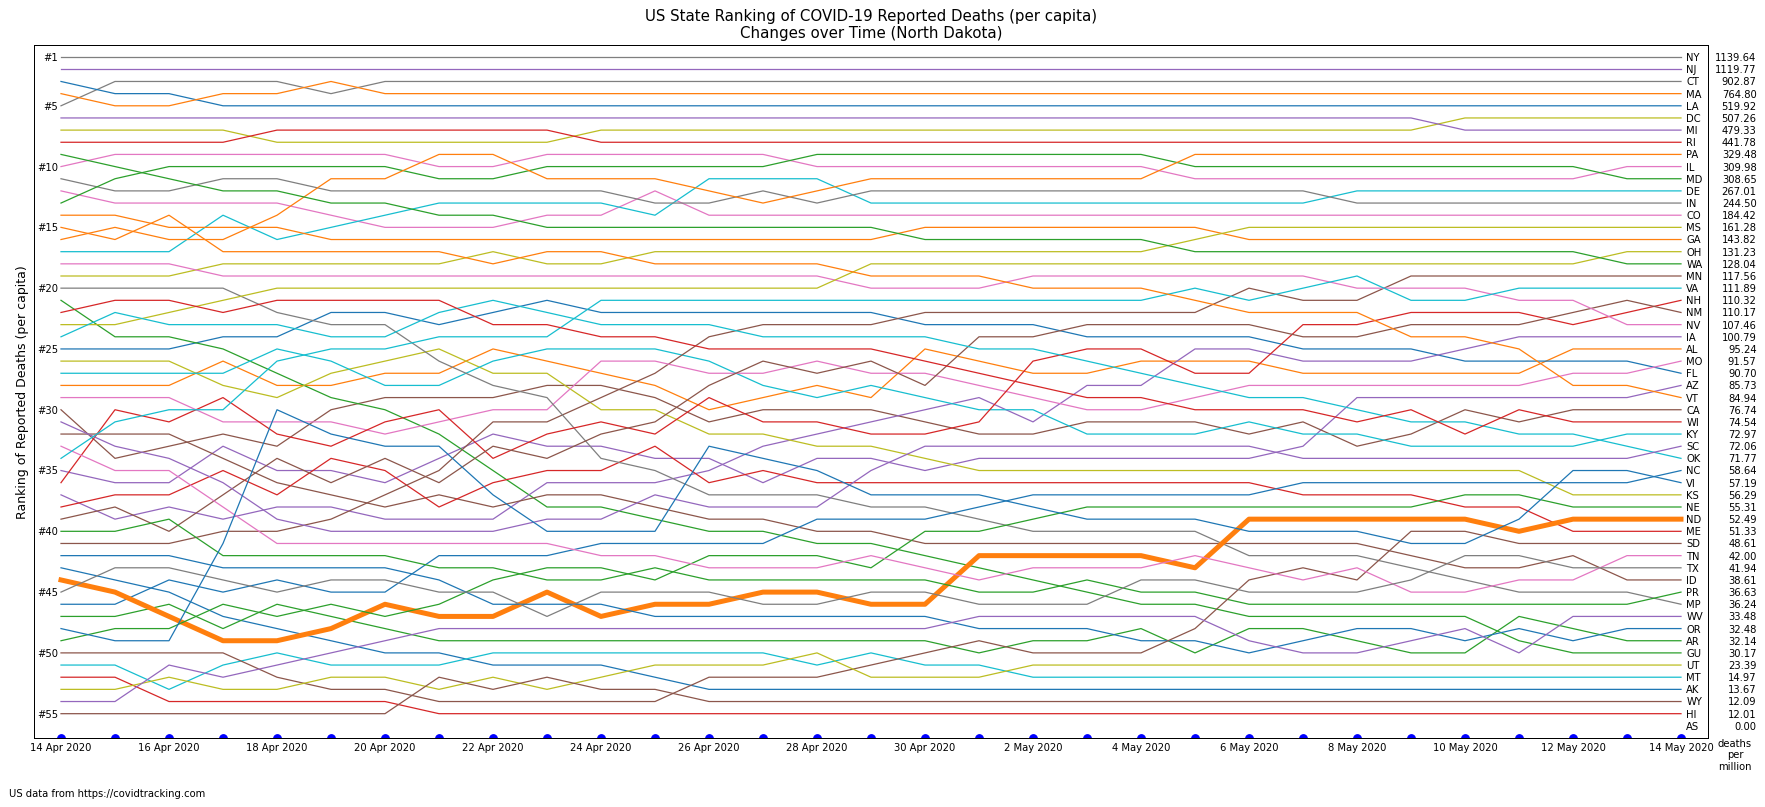 US State Ranking of COVID-19 Reported Deaths (per capita)
Changes over Time (North Dakota)
Ranking of Reported Deaths (per capita)
#1
#5
#10
#15
#20
#25
#30
#35
#40
#45
#50
#55
NY 1139.64
NJ 1119.77
CT 902.87
MA 764.80
LA 519.92
DC 507.26
MI 479.33
RI 441.78
PA 329.48
IL 309.98
MD 308.65
DE 267.01
IN 244.50
CO 184.42
MS 161.28
GA 143.82
OH 131.23
WA 128.04
MN 117.56
VA 111.89
NH 110.32
NM 110.17
NV 107.46
IA 100.79
AL 95.24
MO 91.57
FL 90.70
AZ 85.73
VT 84.94
CA 76.74
WI 74.54
KY 72.97
SC 72.06
OK 71.77
NC 58.64
VI 57.19
KS 56.29
NE 55.31
ND 52.49
ME 51.33
SD 48.61
TN 42.00
TX 41.94
ID 38.61
PR 36.63
MP 36.24
WV 33.48
OR 32.48
AR 32.14
GU 30.17
UT 23.39
MT 14.97
AK 13.67
WY 12.09
HI 12.01
AS 0.00
14 Apr 2020 16 Apr 2020 18 Apr 2020 20 Apr 2020 22 Apr 2020 24 Apr 2020 26 Apr 2020 28 Apr 2020 30 Apr 2020 2 May 2020 4 May 2020 6 May 2020 8 May 2020 10 May 2020 12 May 2020 14 May 2020
deaths
per
million
US data from https://covidtracking.com